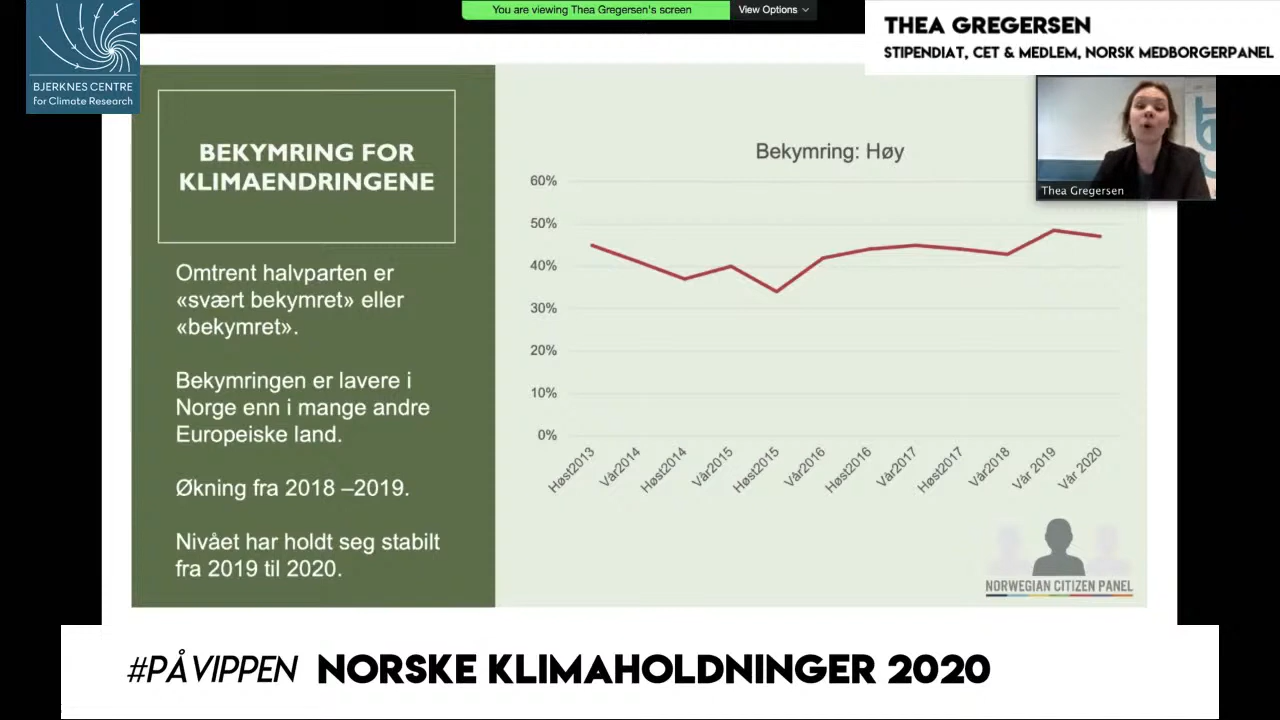 You are viewing Thea Gregersen's screen
View Options
THEA GREGERSEN
STIPENDIAT, CET & MEDLEM, NORSK MEDBORGERPANEL
BJERKNES CENTRE
for Climate Research
Thea Gregersen
BEKYMRING FOR
KLIMAENDRINGENE
Omtrent halvparten er
«svært bekymret» eller
«bekymret».
Bekymringen er lavere i
Norge enn i mange andre
Europeiske land.
Økning fra 2018 –2019.
Nivået har holdt seg stabilt
fra 2019 til 2020.
Bekymring: Høy
60%
50%
40%
30%
20%
10%
0%
Høst2013
Vår2014
Høst2014
Vår2015
Høst2015
Vår2016
Høst2016
Vår2017
Høst2017
Vår2018
Vår 2019
Vår 2020
NORWEGIAN CITIZEN PANEL
#PÅVIPPEN NORSKE KLIMAHOLDNINGER 2020